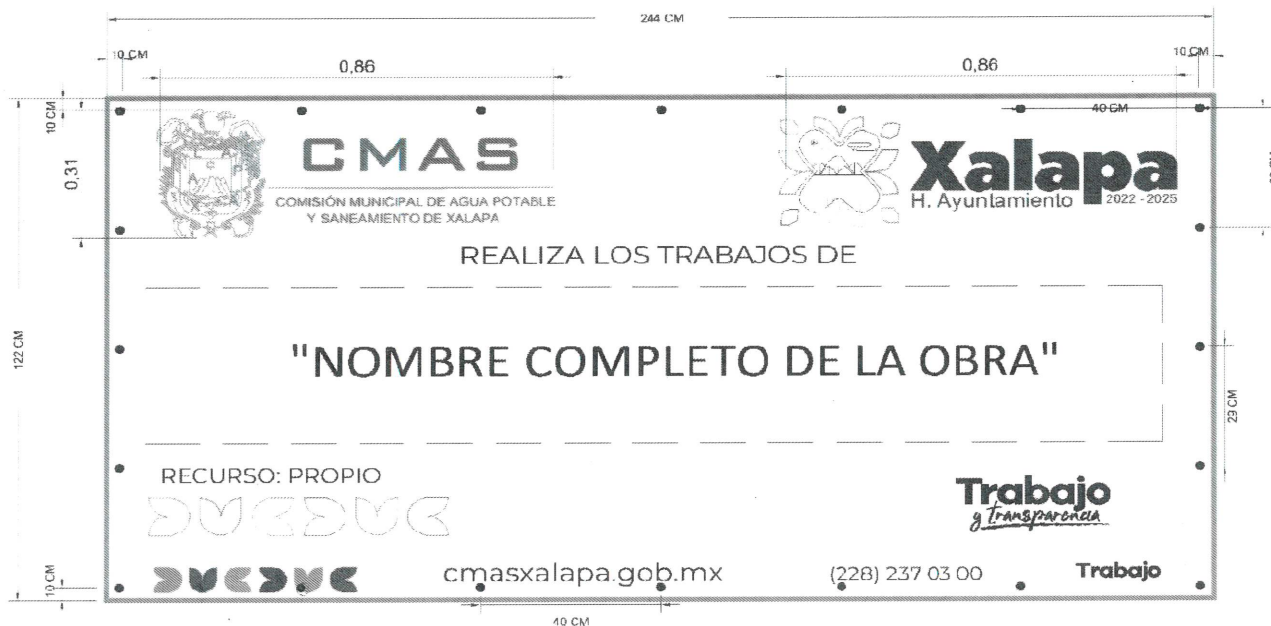 244 CM
10 CM
10 CM
0,86
0,86
10 CM
40 CM
0,31
CMAS
COMISIÓN MUNICIPAL DE AGUA POTABLE
Y SANEAMIENTO DE XALAPA
Xalapa
H. Ayuntamiento 2022 - 2025
REALIZA LOS TRABAJOS DE
"NOMBRE COMPLETO DE LA OBRA"
122 CM
29 CM
RECURSO: PROPIO
Trabajo
y Transparencia
10 CM
cmasxalapa.gob.mx
(228) 237 03 00
Trabajo
40 CM